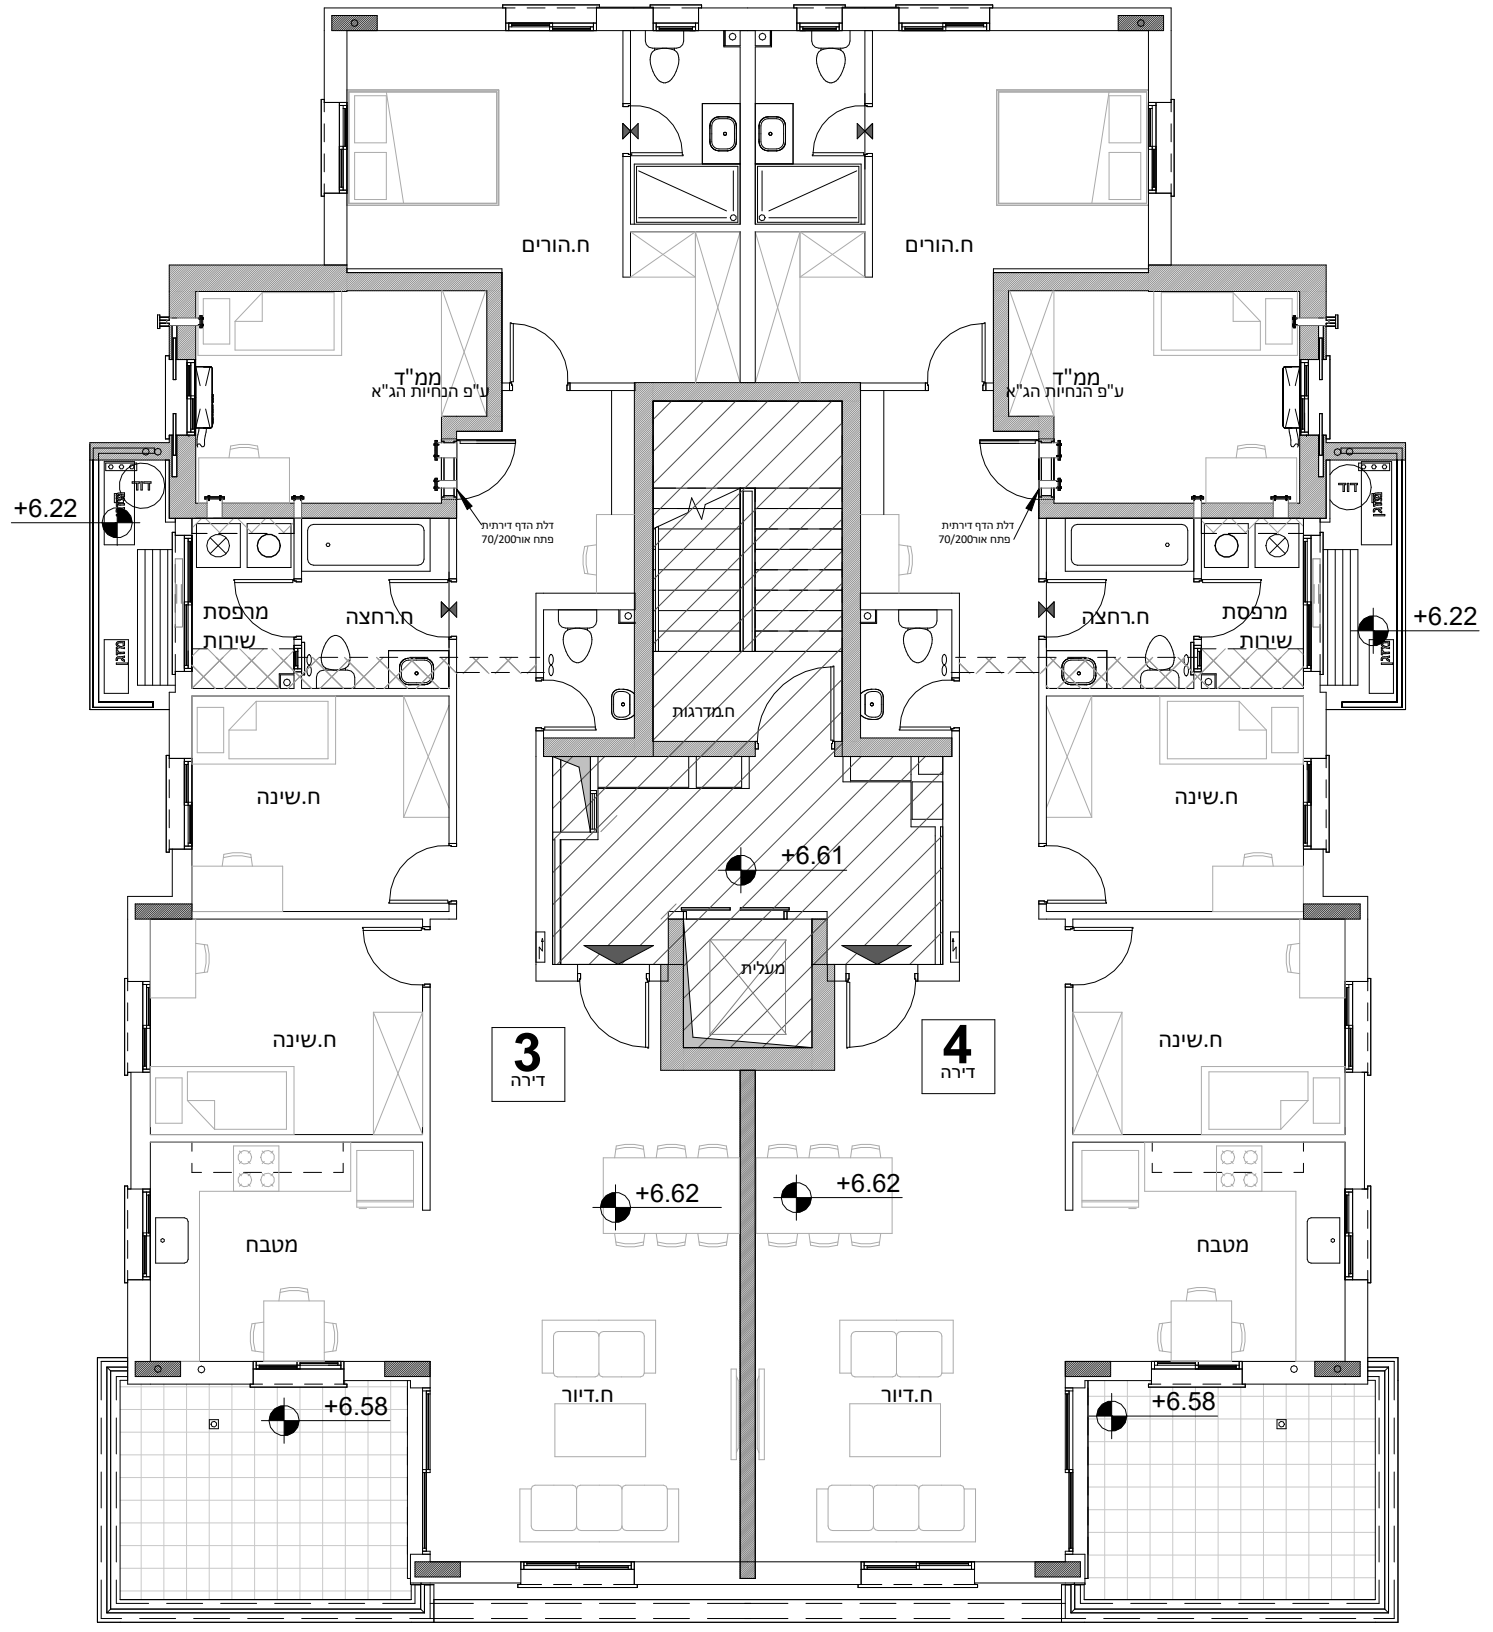 ח.הורים
ח.הורים
ממ"ד
ע"פ הנחיות הג"א
ממ"ד
ע"פ הנחיות הג"א
דוד
דוד
מזגן
מזגן
+6.22
דלת הדף דירתית
פתח אור70/200
דלת הדף דירתית
פתח אור70/200
מרפסת
שירות
ח.רחצה
ח.רחצה
מרפסת
שירות
+6.22
מזגן
מזגן
ח.מדרגות
ח.שינה
ח.שינה
+6.61
מעלית
ח.שינה
3
דירה
4
דירה
ח.שינה
+6.62
+6.62
מטבח
מטבח
ח.דיור
ח.דיור
+6.58
+6.58